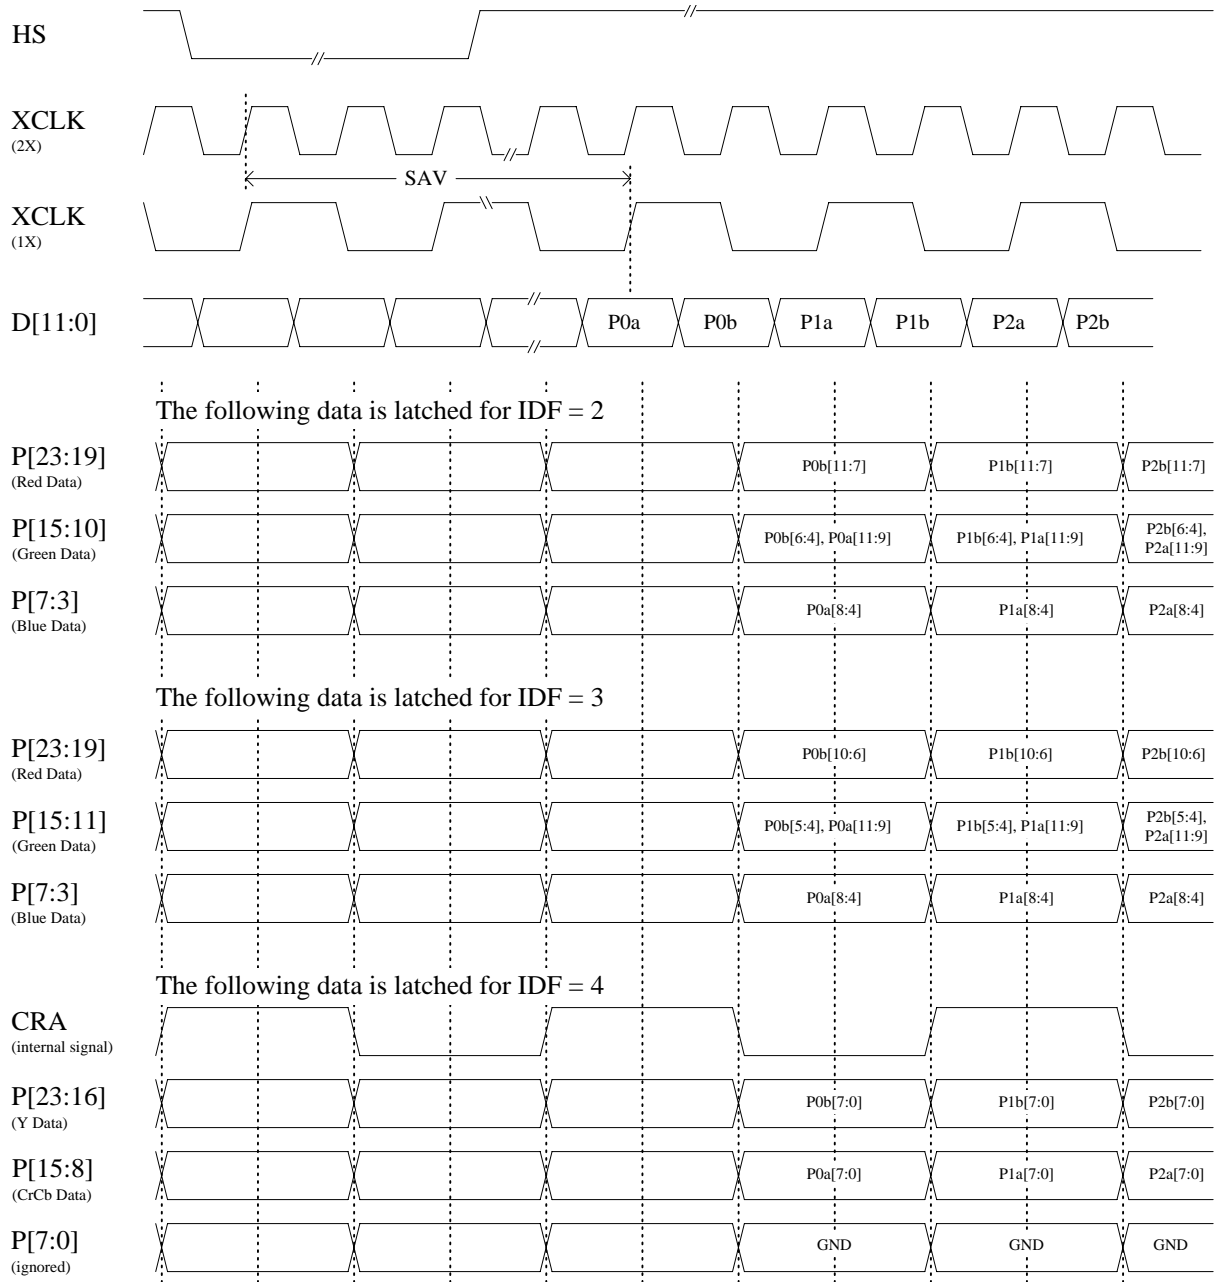 HS
XCLK
(2X)
SAV
XCLK
(1X)
D[11:0]
P0a P0b P1a P1b P2a P2b
The following data is latched for IDF = 2
P[23:19]
(Red Data)
P0b[11:7] P1b[11:7] P2b[11:7]
P[15:10]
(Green Data)
P0b[6:4], P0a[11:9] P1b[6:4], P1a[11:9] P2b[6:4],
P2a[11:9]
P[7:3]
(Blue Data)
P0a[8:4] P1a[8:4] P2a[8:4]
The following data is latched for IDF = 3
P[23:19]
(Red Data)
P0b[10:6] P1b[10:6] P2b[10:6]
P[15:11]
(Green Data)
P0b[5:4], P0a[11:9] P1b[5:4], P1a[11:9] P2b[5:4],
P2a[11:9]
P[7:3]
(Blue Data)
P0a[8:4] P1a[8:4] P2a[8:4]
The following data is latched for IDF = 4
CRA
(internal signal)
P[23:16]
(Y Data)
P0b[7:0] P1b[7:0] P2b[7:0]
P[15:8]
(CrCb Data)
P0a[7:0] P1a[7:0] P2a[7:0]
P[7:0]
(ignored)
GND GND GND